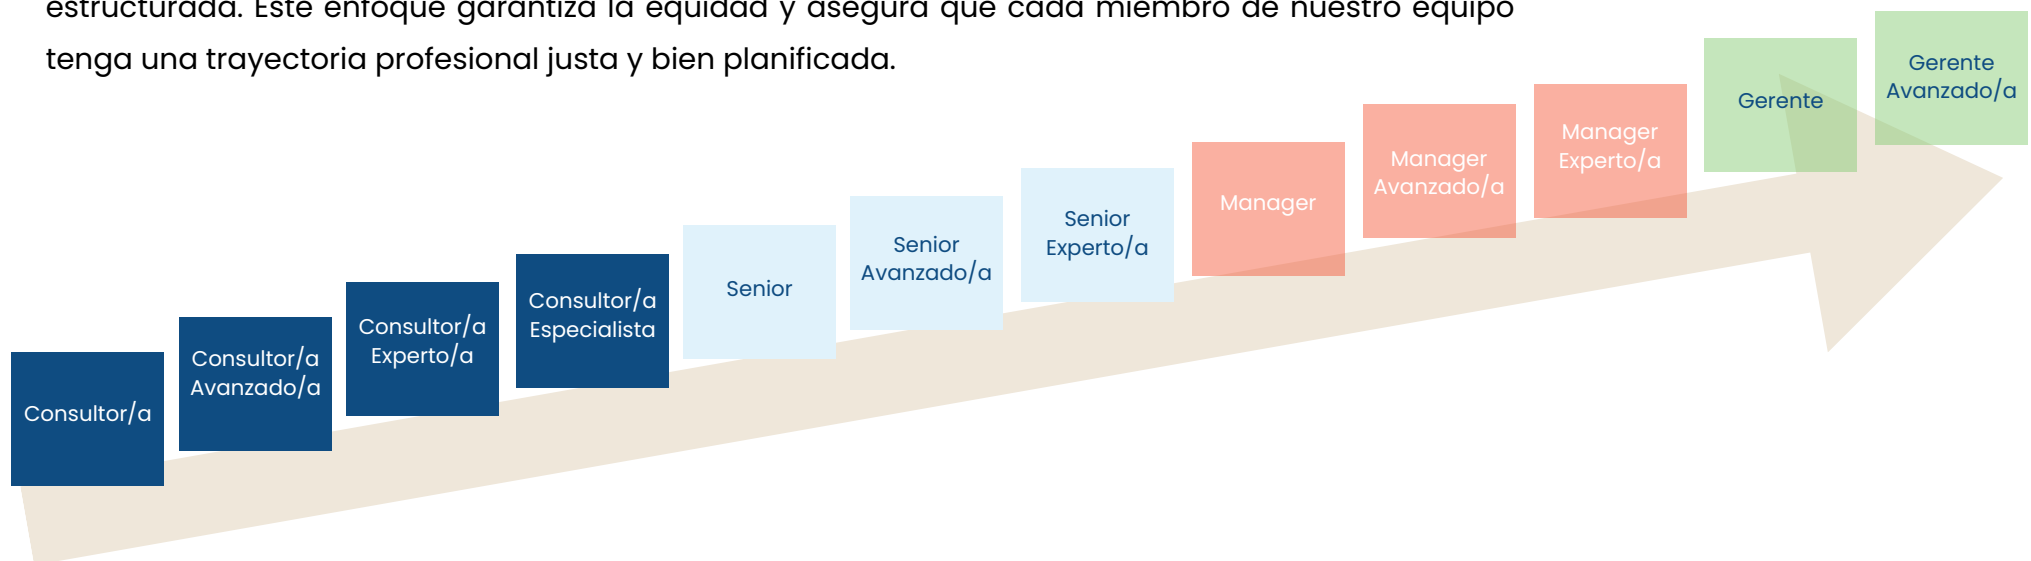 estructurada. Este enfoque garantiza la equidad y asegura que cada miembro de nuestro equipo
tenga una trayectoria profesional justa y bien planificada.
Consultor/a
Consultor/a
Avanzado/a
Consultor/a
Experto/a
Consultor/a
Especialista
Senior
Senior
Avanzado/a
Senior
Experto/a
Manager
Manager
Avanzado/a
Manager
Experto/a
Gerente
Gerente
Avanzado/a